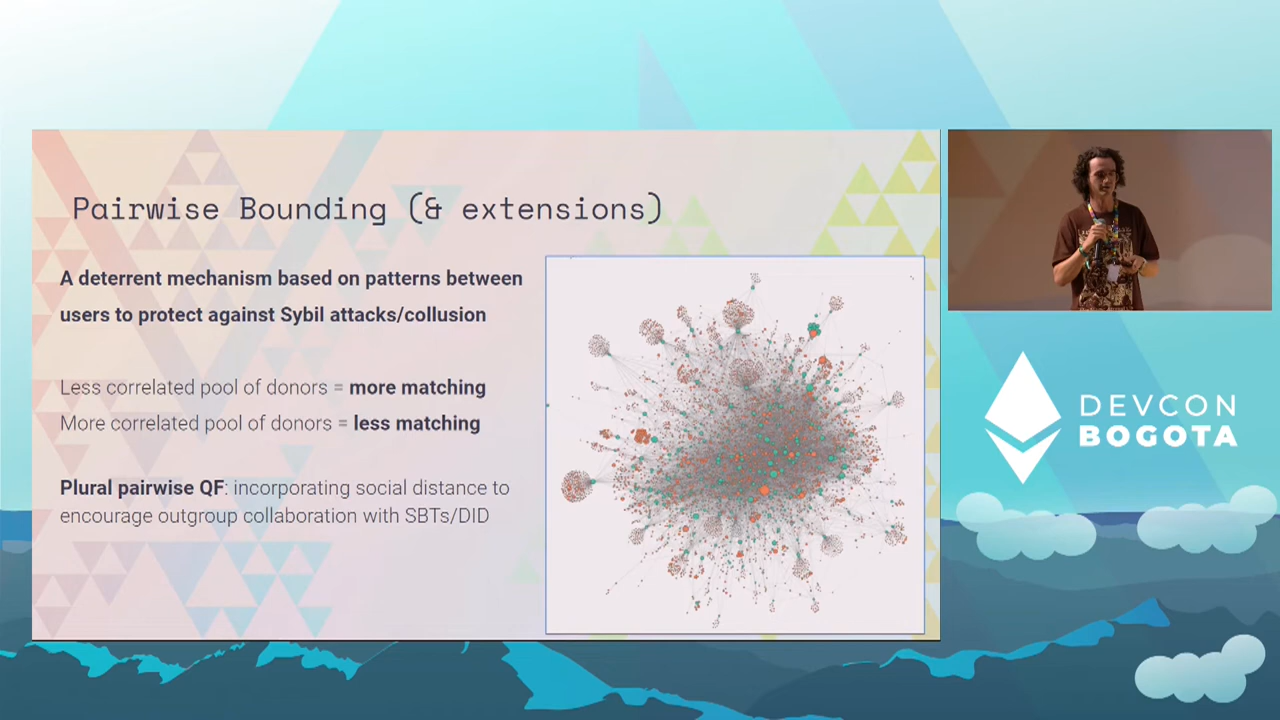 Pairwise Bounding (& extensions)
A deterrent mechanism based on patterns between
users to protect against Sybil attacks/collusion
Less correlated pool of donors = more matching
More correlated pool of donors = less matching
Plural pairwise QF: incorporating social distance to
encourage outgroup collaboration with SBTs/DID
DEVCON
BOGOTA